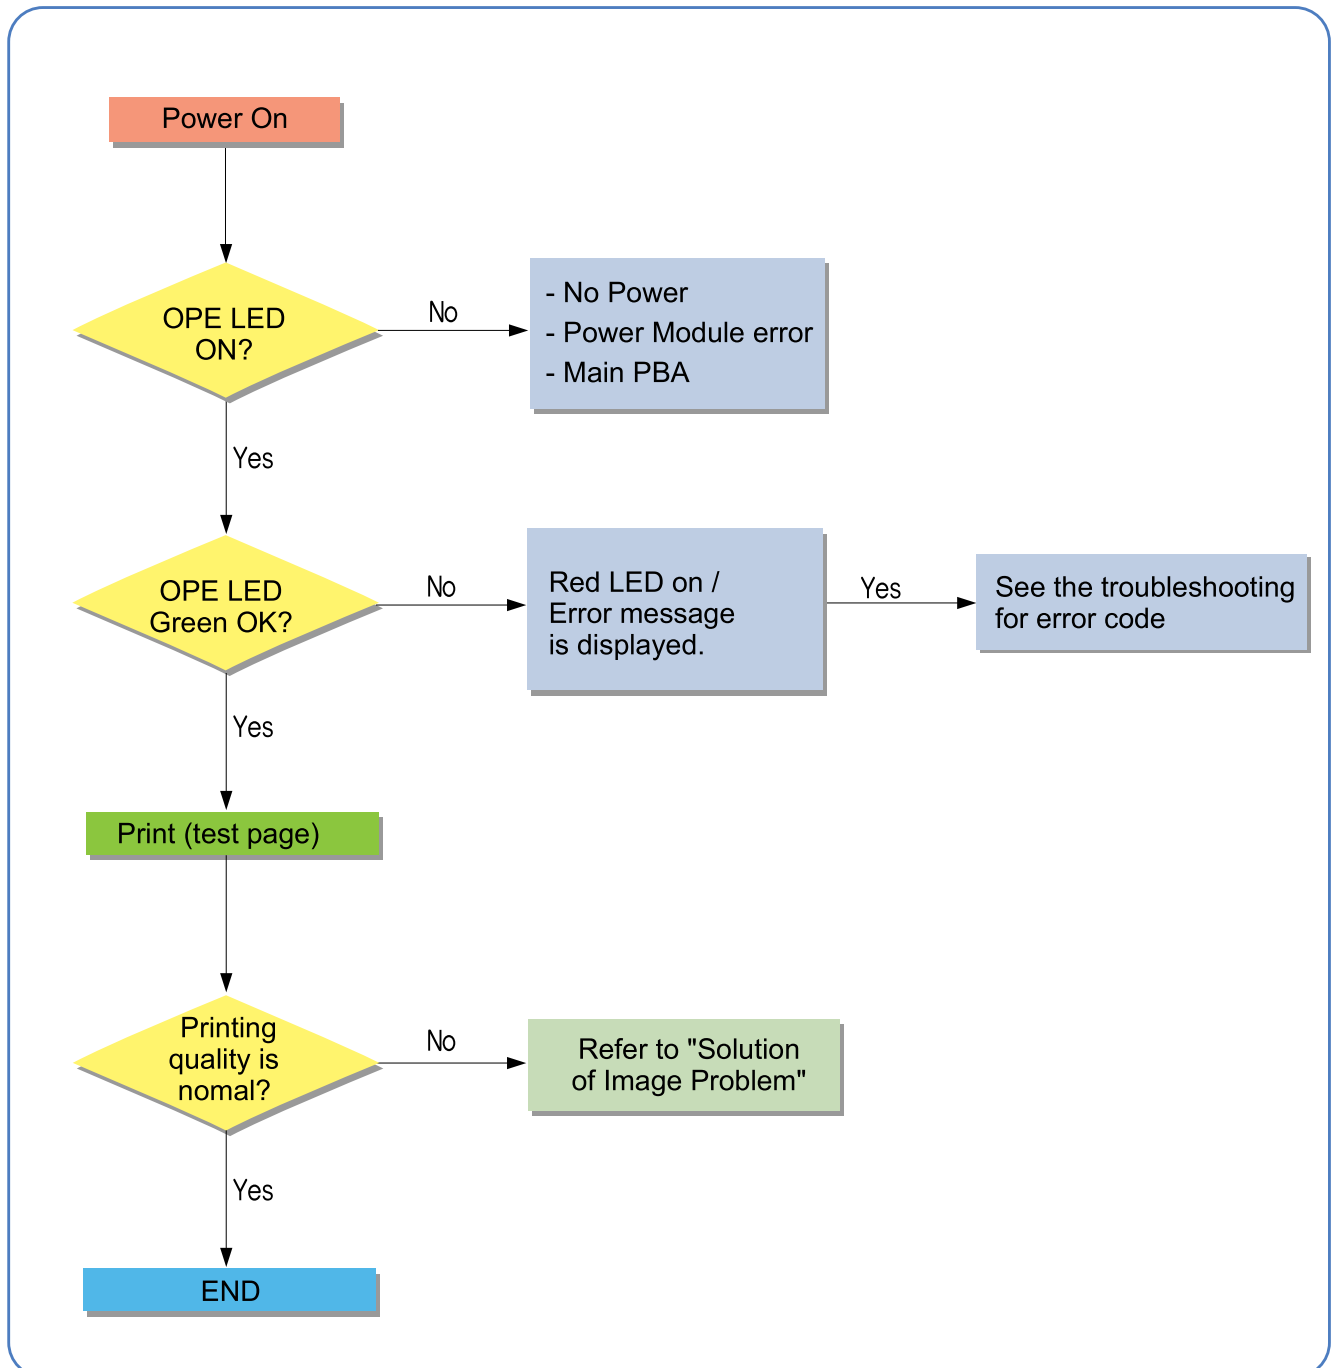 Power On
OPE LED
ON?
No
- No Power
- Power Module error
- Main PBA
Yes
OPE LED
Green OK?
No
Red LED on /
Error message
is displayed.
Yes
See the troubleshooting
for error code
Yes
Print (test page)
Printing
quality is
nomal?
No
Refer to "Solution
of Image Problem"
Yes
END